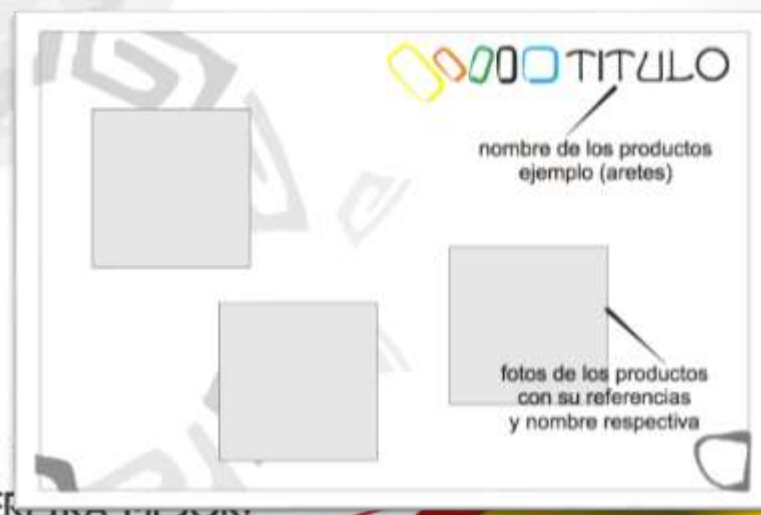 TITULO
nombre de los productos
ejemplo (aretes)
fotos de los productos
con su referencias
y nombre respectiva